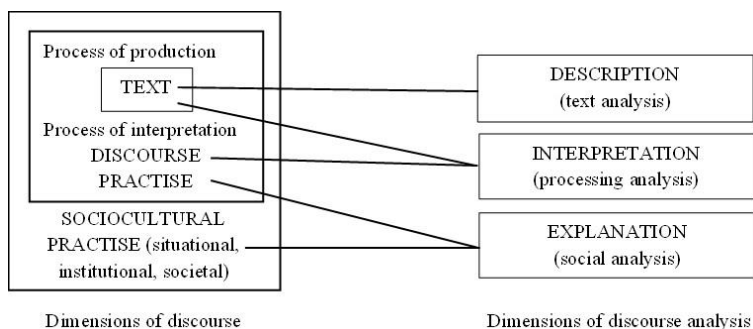 Process of production
TEXT
Process of interpretation
DISCOURSE
PRACTISE
SOCIOCULTURAL
PRACTISE (situational,
institutional, societal)
Dimensions of discourse
DESCRIPTION
(text analysis)
INTERPRETATION
(processing analysis)
EXPLANATION
(social analysis)
Dimensions of discourse analysis